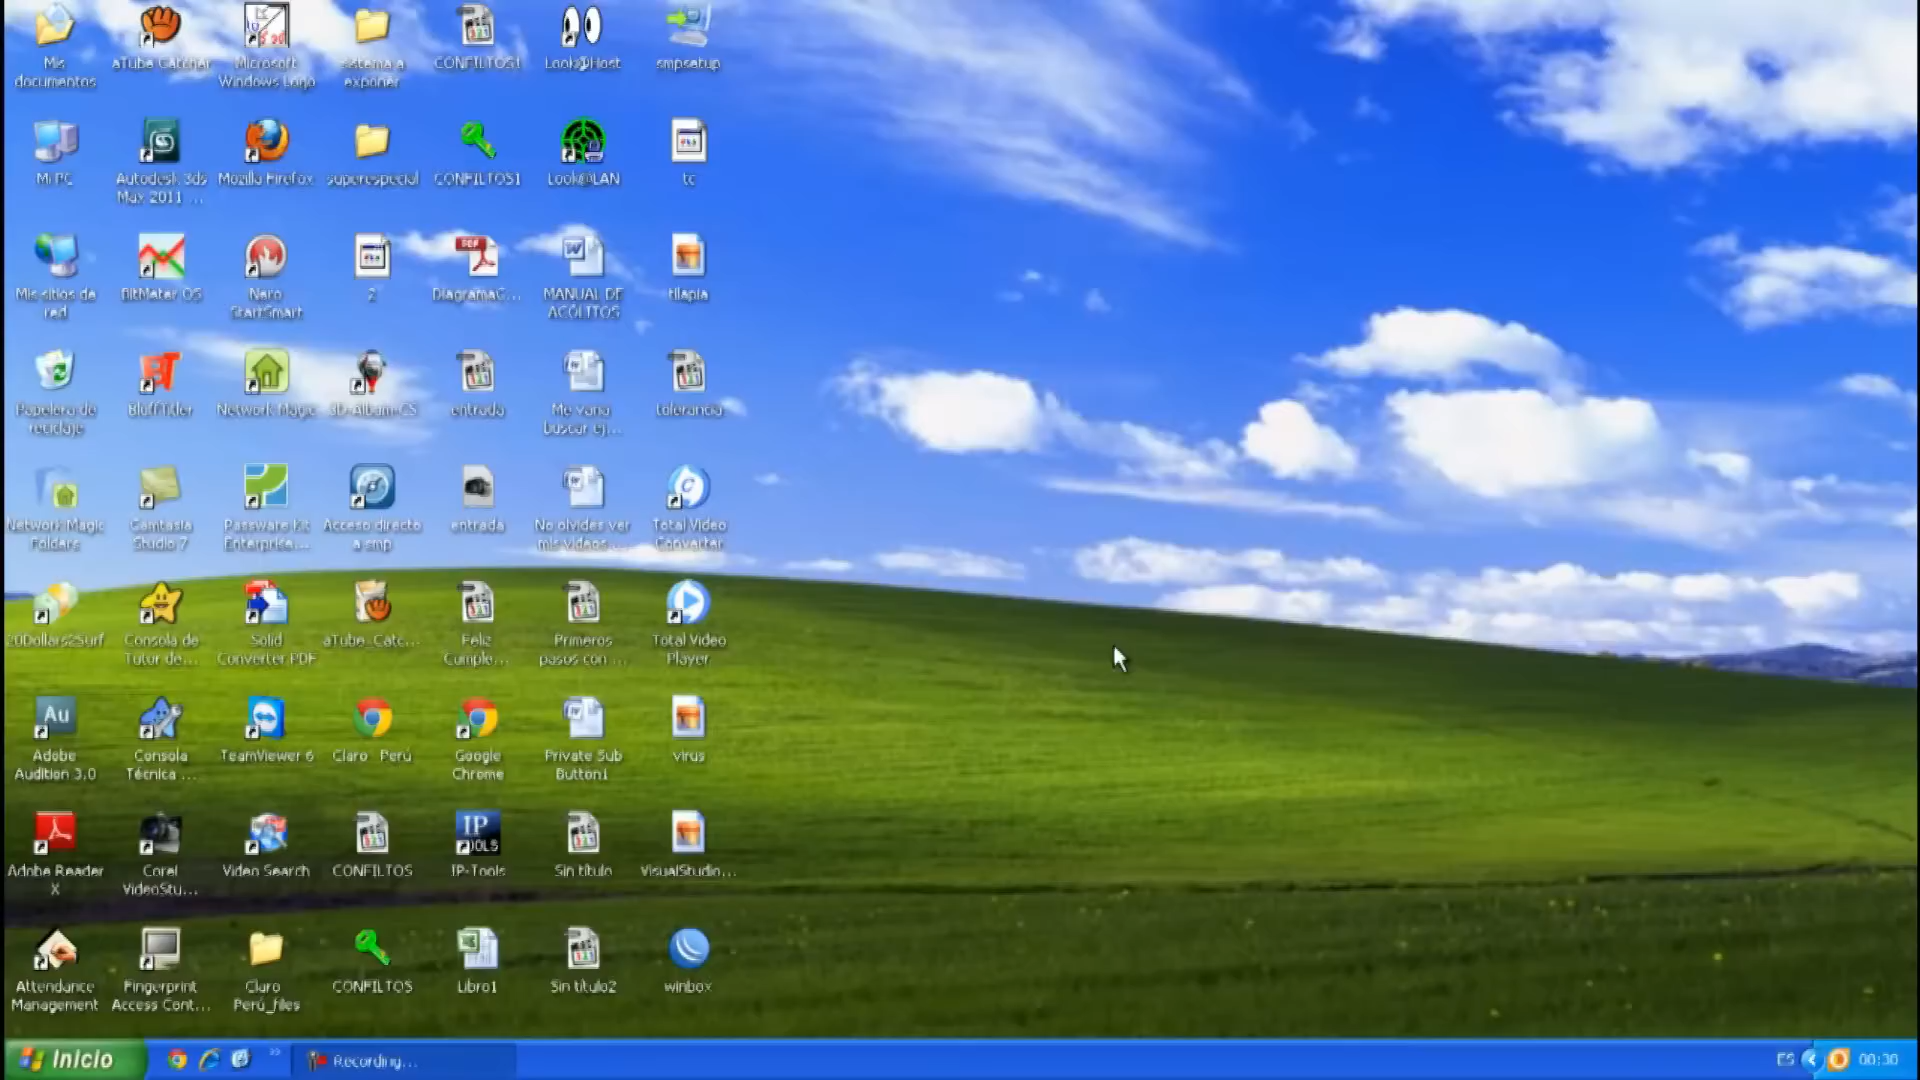 Mis
documentos
aTube Catcher
Microsoft
Windows Logo
sistema a
exponer
CONFILTOS1
Look@Host
smpsetup
Mi PC
Autodesk 3ds
Max 2011 ...
Mozilla Firefox
superespecial
CONFILTOS1
Look@LAN
tc
Mis sitios de
red
BitMeter OS
Nero
StartSmart
2
PDF
DiagramaC...
MANUAL DE
ACÓLITOS
tilapia
Papelera de
reciclaje
BluffTitler
Network Magic
3D-Album-CS
entrada
Me varia
buscar ej...
tolerancia
Network Magic
Folders
Camtasia
Studio 7
Passware Kit
Enterprise...
Acceso directo
a smp
entrada
No olvides ver
mis videos...
Total Video
Converter
20Dollars2Surf
Consola de
Tutor de...
Solid
Converter PDF
aTube_Catc...
Feliz
Cumple...
Primeros
pasos con ...
Total Video
Player
Au
Adobe
Audition 3.0
Consola
Técnica ...
TeamViewer 6
Claro Perú
Google
Chrome
Private Sub
Button1
virus
Adobe Reader
X
Corel
VideoStu...
Video Search
CONFILTOS
IP
TOOLS
IP-Tools
Sin título
VisualStudio...
Attendance
Management
Fingerprint
Access Cont...
Claro
Perú_files
CONFILTOS
Libro1
Sin título2
winbox
Inicio
Recording...
ES
00:30